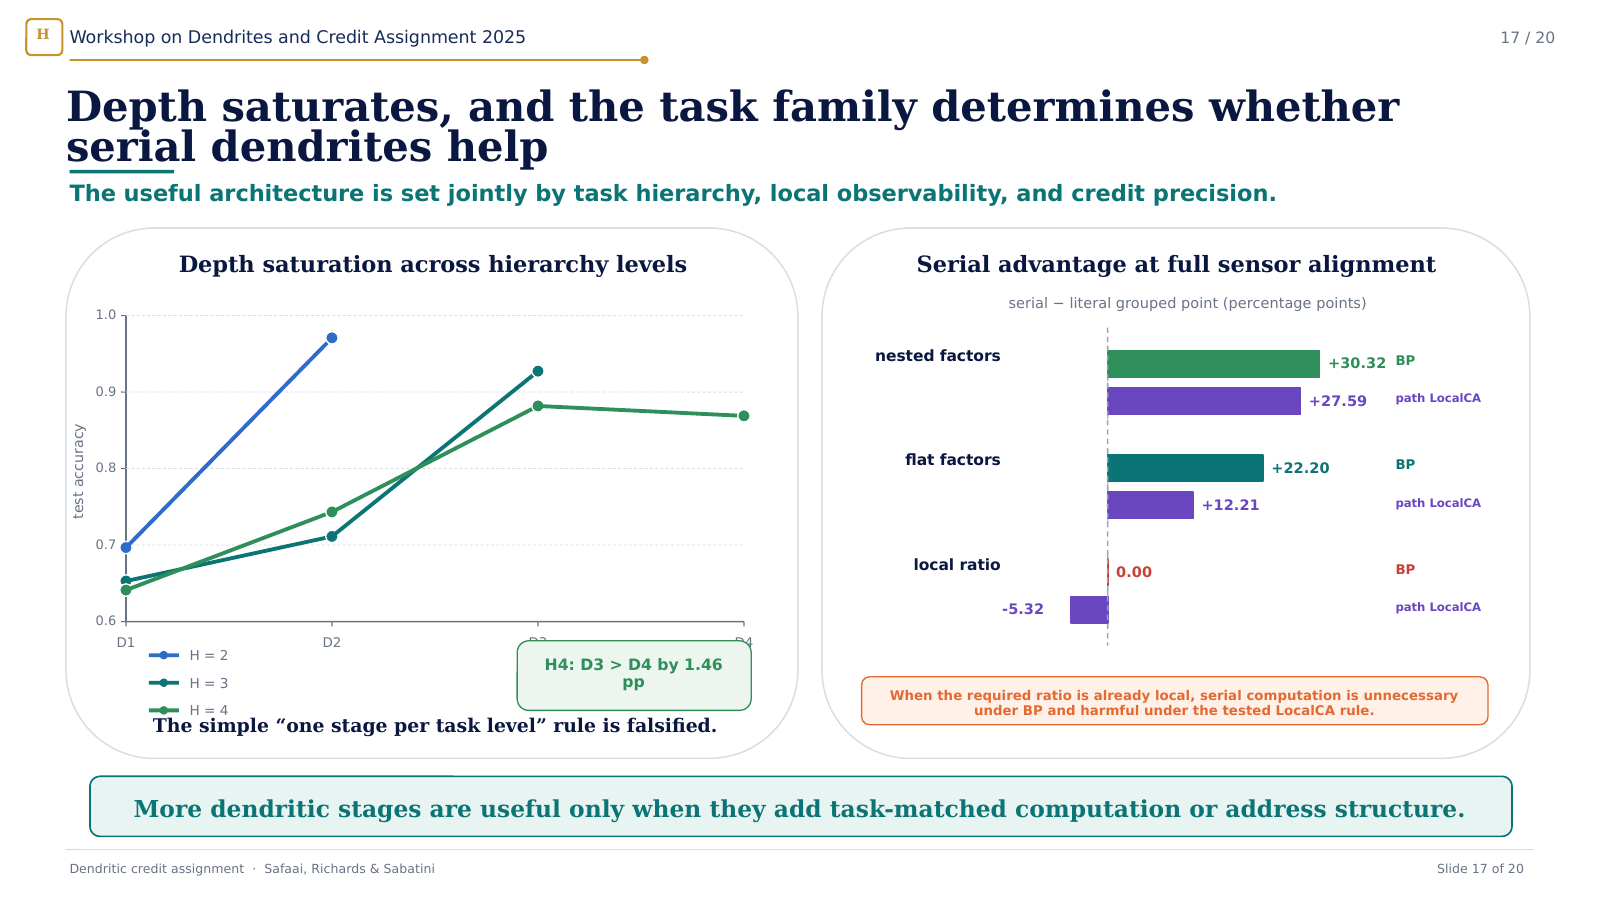 H
Workshop on Dendrites and Credit Assignment 2025
17 / 20
Depth saturates, and the task family determines whether
serial dendrites help
The useful architecture is set jointly by task hierarchy, local observability, and credit precision.
Depth saturation across hierarchy levels
1.0
0.9
0.8
0.7
0.6
test accuracy
D1
D2
D3
D4
H = 2
H = 3
H = 4
H4: D3 > D4 by 1.46
pp
The simple “one stage per task level” rule is falsified.
Serial advantage at full sensor alignment
serial − literal grouped point (percentage points)
nested factors
+30.32
BP
+27.59
path LocalCA
flat factors
+22.20
BP
+12.21
path LocalCA
local ratio
0.00
BP
-5.32
path LocalCA
When the required ratio is already local, serial computation is unnecessary
under BP and harmful under the tested LocalCA rule.
More dendritic stages are useful only when they add task-matched computation or address structure.
Dendritic credit assignment · Safaai, Richards & Sabatini
Slide 17 of 20